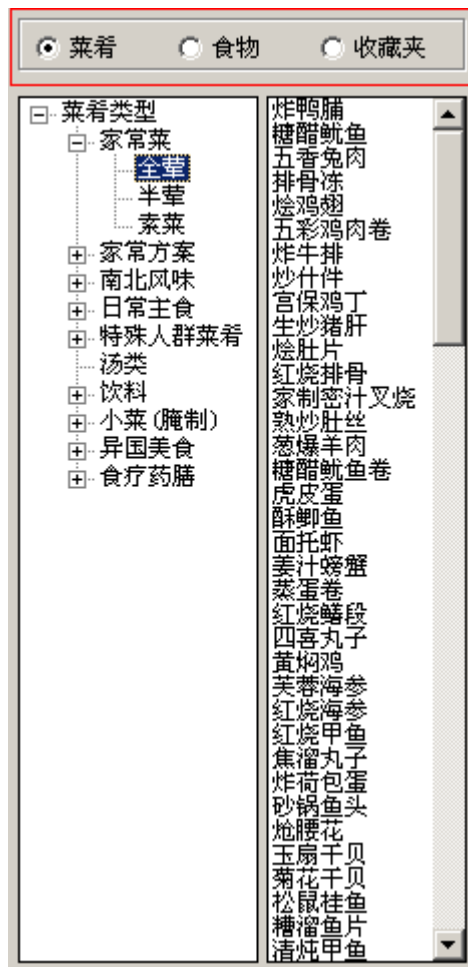 菜肴 食物 收藏夹
菜肴类型
家常菜
全荤
半荤
素菜
家常方案
南北风味
日常主食
特殊人群菜肴
汤类
饮料
小菜(腌制)
异国美食
食疗药膳
炸鸭脯
糖醋鱿鱼
五香兔肉
排骨冻
烩鸡翅
五彩鸡肉卷
炸牛排
炒什件
宫保鸡丁
生炒猪肝
烩肚片
红烧排骨
家制密汁叉烧
熟炒肚丝
葱爆羊肉
糖醋鱿鱼卷
虎皮蛋
酥鲫鱼
面托虾
姜汁螃蟹
蒸蛋卷
红烧鳝段
四喜丸子
黄焖鸡
芙蓉海参
红烧海参
红烧甲鱼
焦溜丸子
炸荷包蛋
砂锅鱼头
炝腰花
玉扇干贝
菊花干贝
松鼠桂鱼
糟溜鱼片
清炖甲鱼